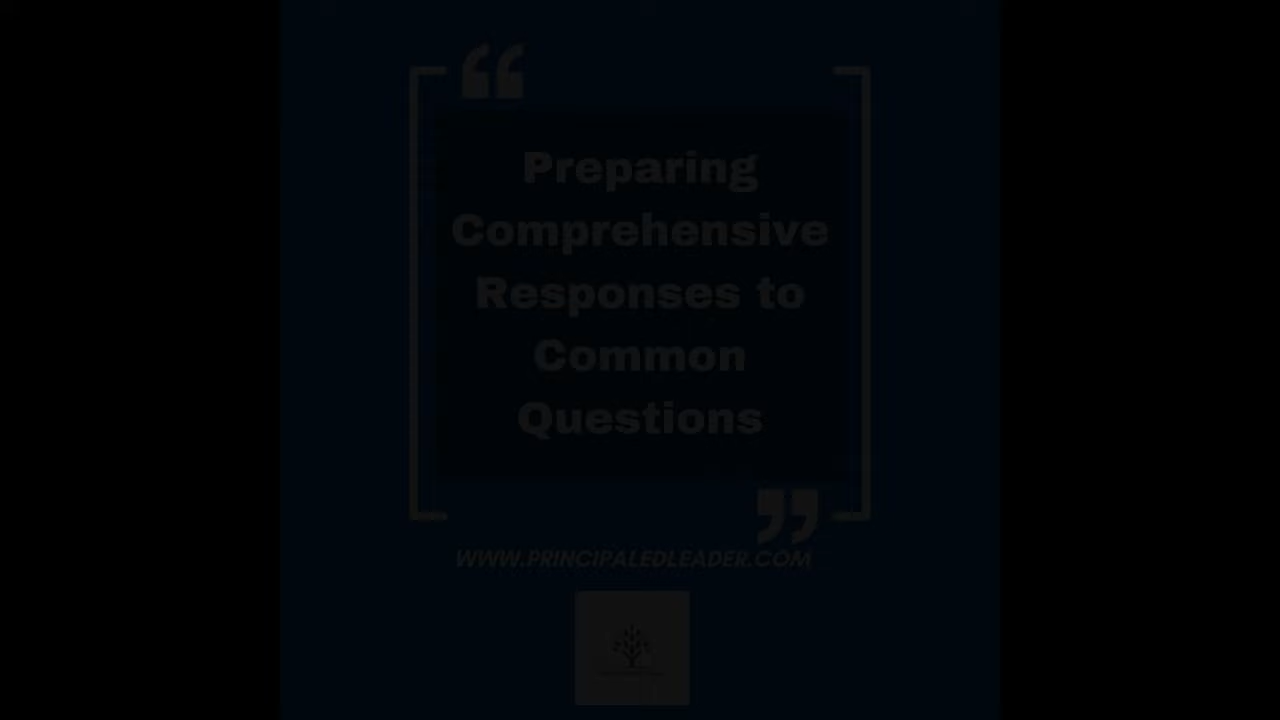 Preparing
Comprehensive
Responses to
Common
Questions
WWW.PRINCIPALEDLEADER.COM